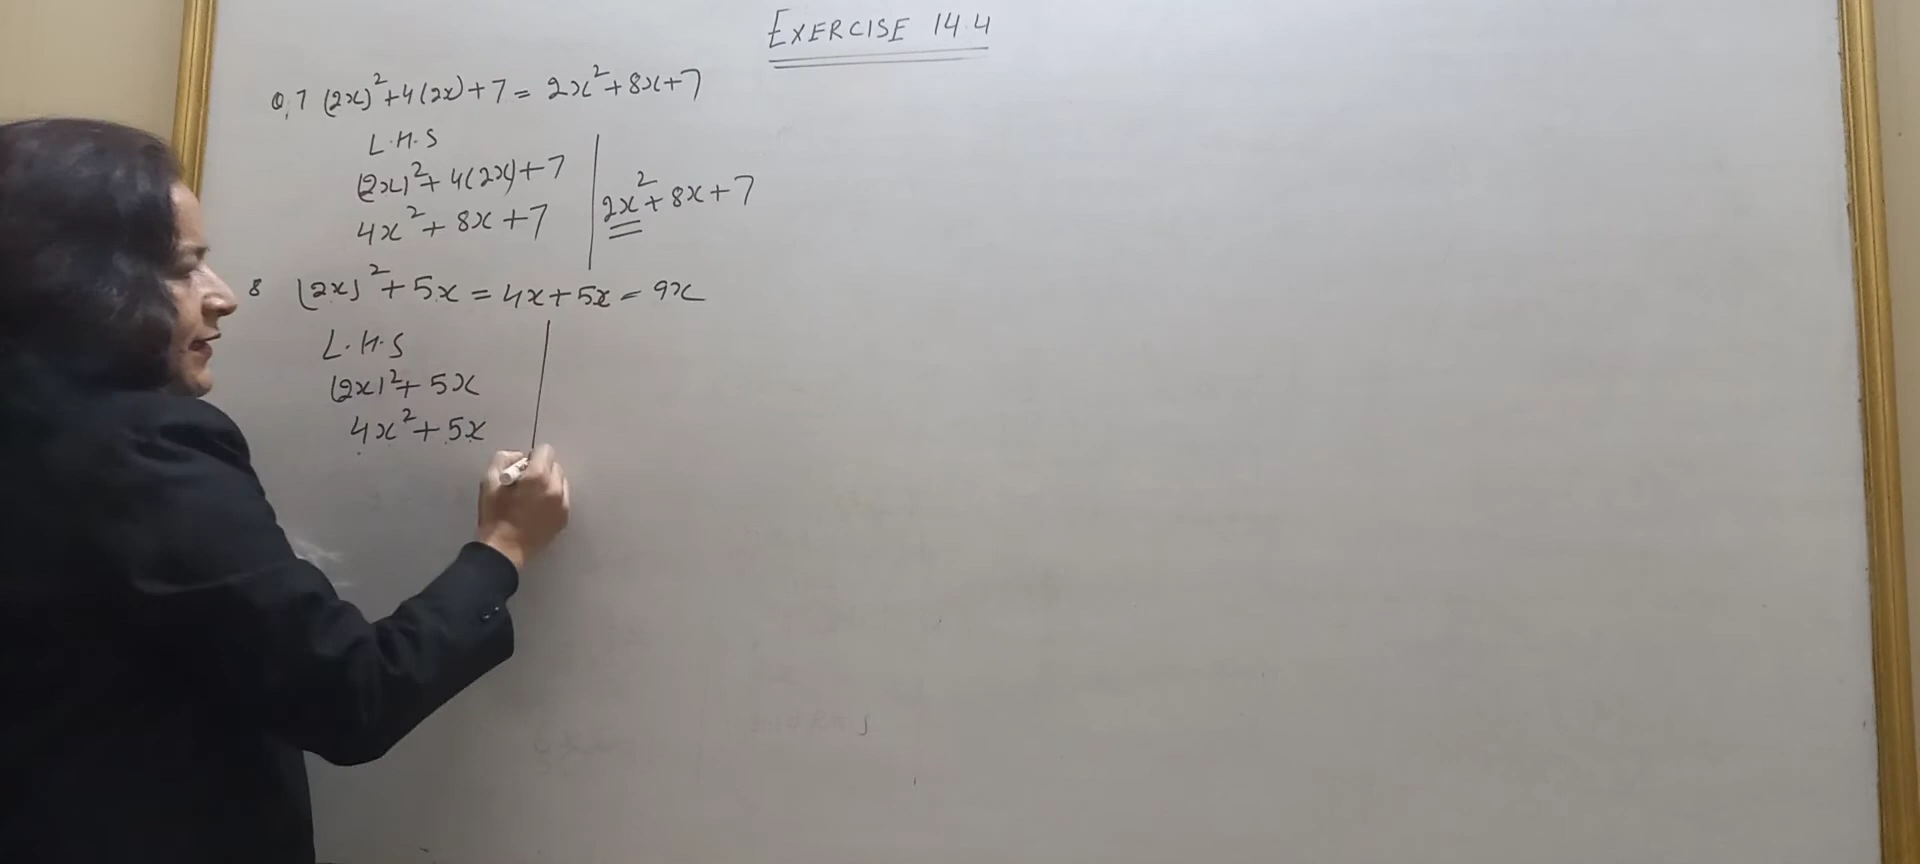 EXERCISE 14.4
Q.7 (2x)²+4(2x)+7 = 2x²+8x+7
L.H.S
(2x)²+4(2x)+7
4x²+8x+7
2x²+8x+7
8 (2x)²+5x = 4x+5x = 9x
L.H.S
(2x)²+5x
4x²+5x